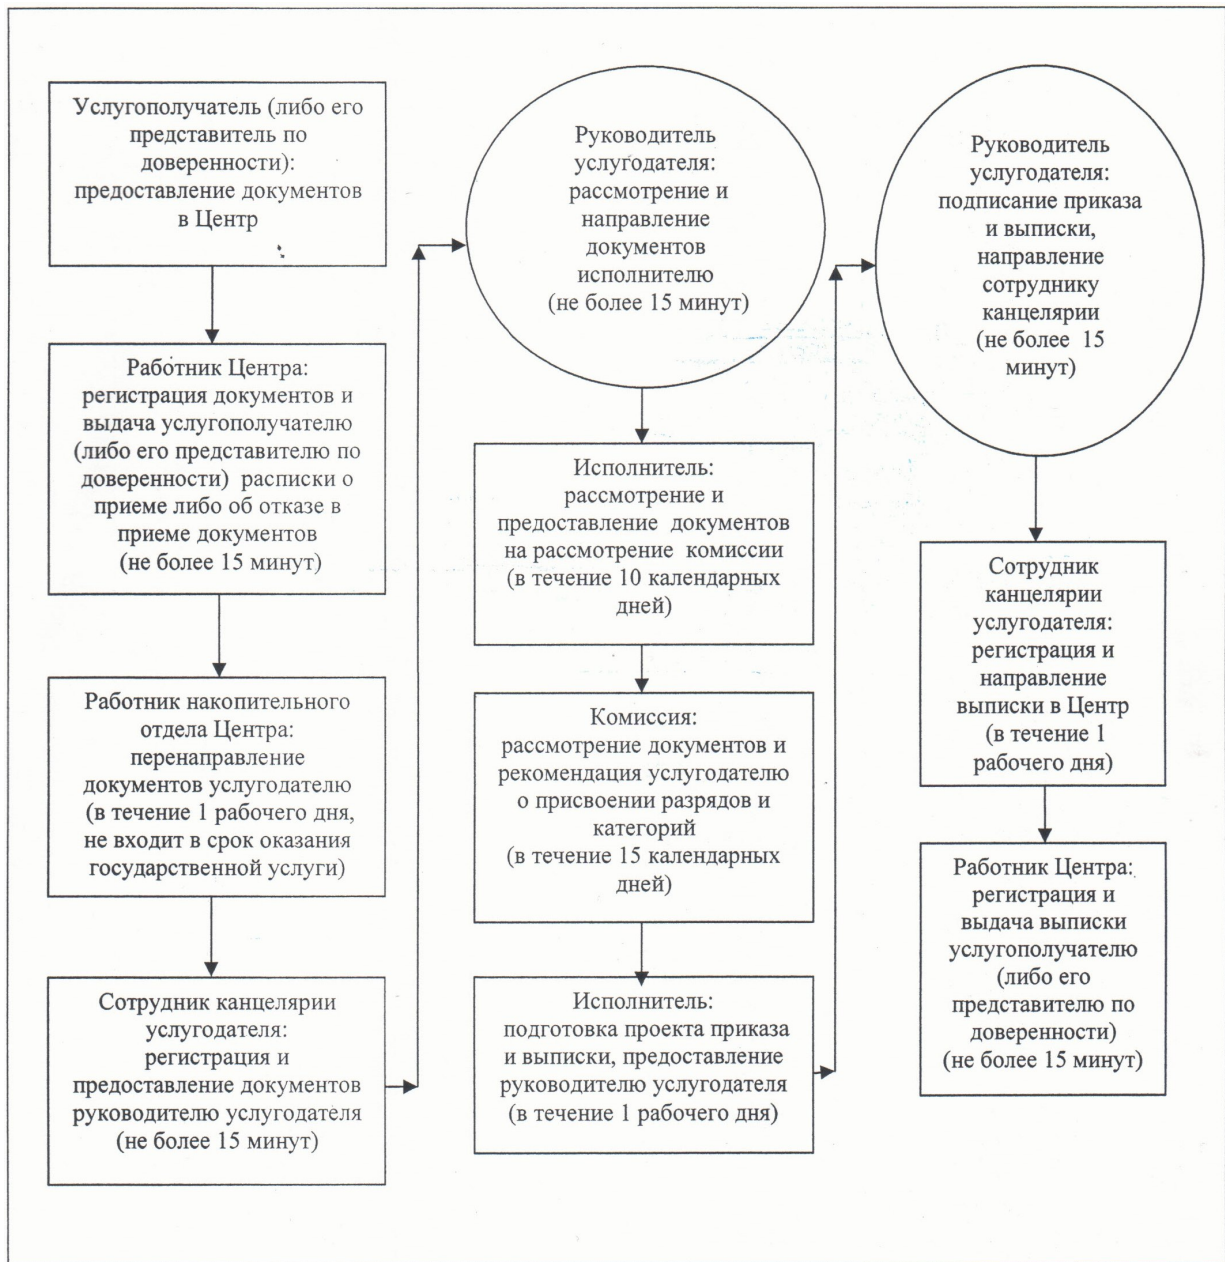 Услугополучатель (либо его
представитель по
доверенности):
предоставление документов
в Центр
Работник Центра:
регистрация документов и
выдача услугополучателю
(либо его представителю по
доверенности) расписки о
приеме либо об отказе в
приеме документов
(не более 15 минут)
Работник накопительного
отдела Центра:
перенаправление
документов услугодателю
(в течение 1 рабочего дня,
не входит в срок оказания
государственной услуги)
Сотрудник канцелярии
услугодателя:
регистрация и
предоставление документов
руководителю услугодателя
(не более 15 минут)
Руководитель
услугодателя:
рассмотрение и
направление
документов
исполнителю
(не более 15 минут)
Исполнитель:
рассмотрение и
предоставление документов
на рассмотрение комиссии
(в течение 10 календарных
дней)
Комиссия:
рассмотрение документов и
рекомендация услугодателю
о присвоении разрядов и
категорий
(в течение 15 календарных
дней)
Исполнитель:
подготовка проекта приказа
и выписки, предоставление
руководителю услугодателя
(в течение 1 рабочего дня)
Руководитель
услугодателя:
подписание приказа
и выписки,
направление
сотруднику
канцелярии
(не более 15
минут)
Сотрудник
канцелярии
услугодателя:
регистрация и
направление
выписки в Центр
(в течение 1
рабочего дня)
Работник Центра:
регистрация и
выдача выписки
услугополучателю
(либо его
представителю по
доверенности)
(не более 15 минут)